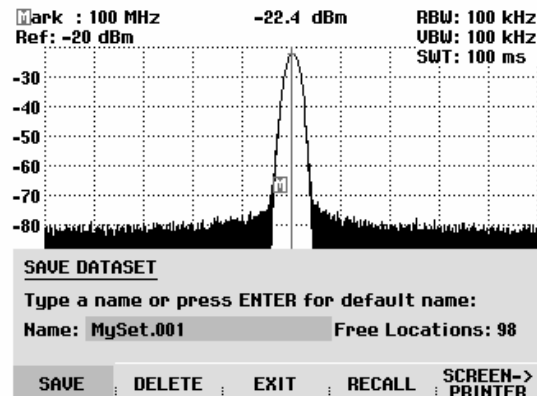 Mark : 100 MHz -22.4 dBm RBW: 100 kHz
Ref: -20 dBm VBW: 100 kHz
SWT: 100 ms
-30
-40
-50
-60
M
-70
-80
SAVE DATASET
Type a name or press ENTER for default name:
Name: MySet.001 Free Locations: 98
SAVE DELETE EXIT RECALL SCREEN->
PRINTER